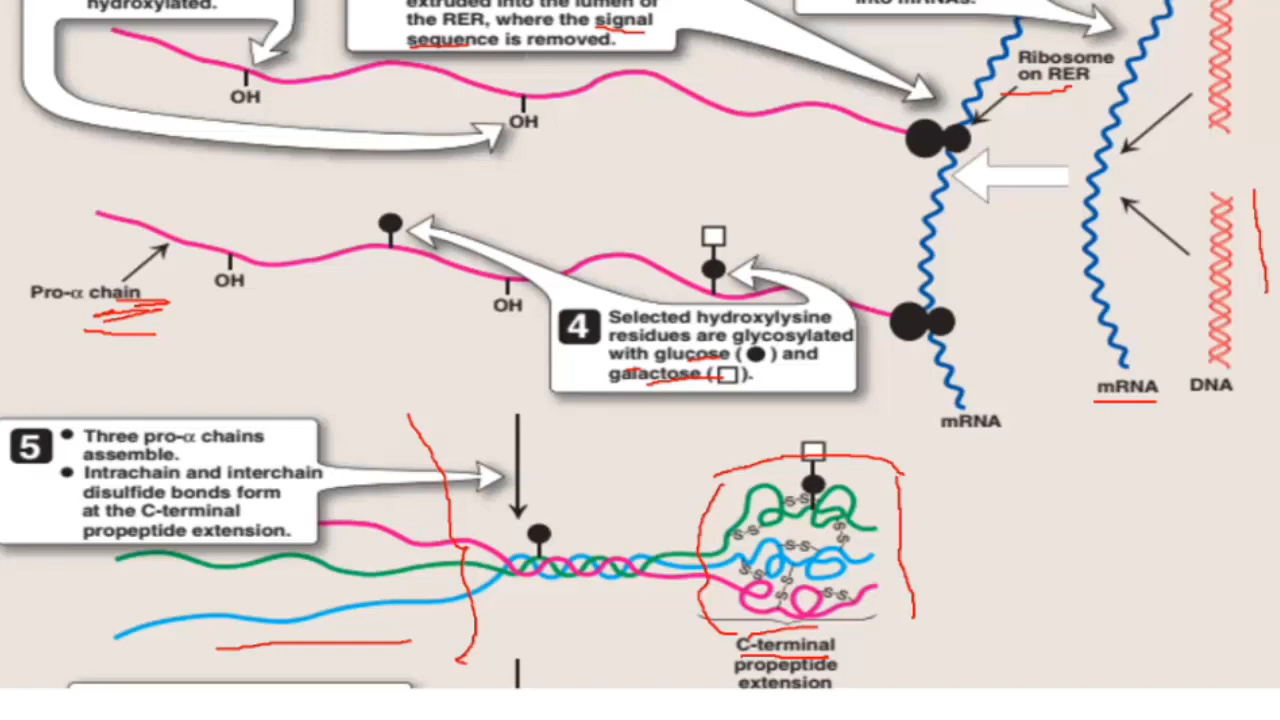 hydroxylated.
extruded into the lumen of
the RER, where the signal
sequence is removed.
into mRNAs.
Ribosome
on RER
OH
OH
Pro-α chain
OH
OH
4 Selected hydroxylysine
residues are glycosylated
with glucose ( ) and
galactose ( ).
mRNA
DNA
mRNA
5 Three pro-α chains
assemble.
Intrachain and interchain
disulfide bonds form
at the C-terminal
propeptide extension.
-S-S-
-S-S-
-S-S-
-S-S-
-S-S-
-S-S-
-S-S-
C-terminal
propeptide
extension